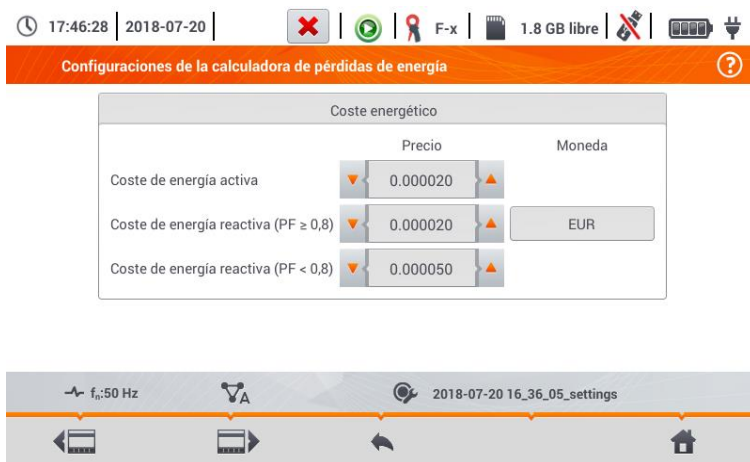 17:46:28 2018-07-20 F-x 1.8 GB libre
Configuraciones de la calculadora de pérdidas de energía ?
Coste energético
Precio Moneda
Coste de energía activa 0.000020
Coste de energía reactiva (PF ≥ 0,8) 0.000020 EUR
Coste de energía reactiva (PF < 0,8) 0.000050
fn:50 Hz A 2018-07-20 16_36_05_settings